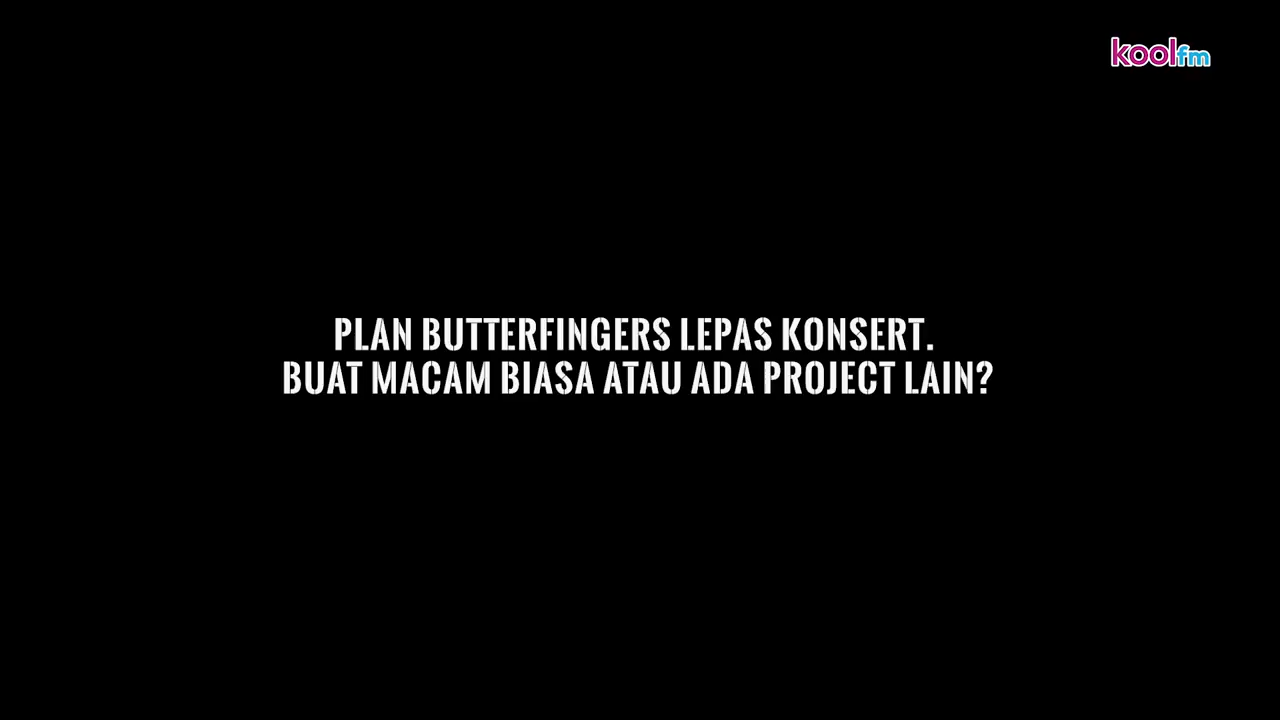 koolfm
PLAN BUTTERFINGERS LEPAS KONSERT.
BUAT MACAM BIASA ATAU ADA PROJECT LAIN?